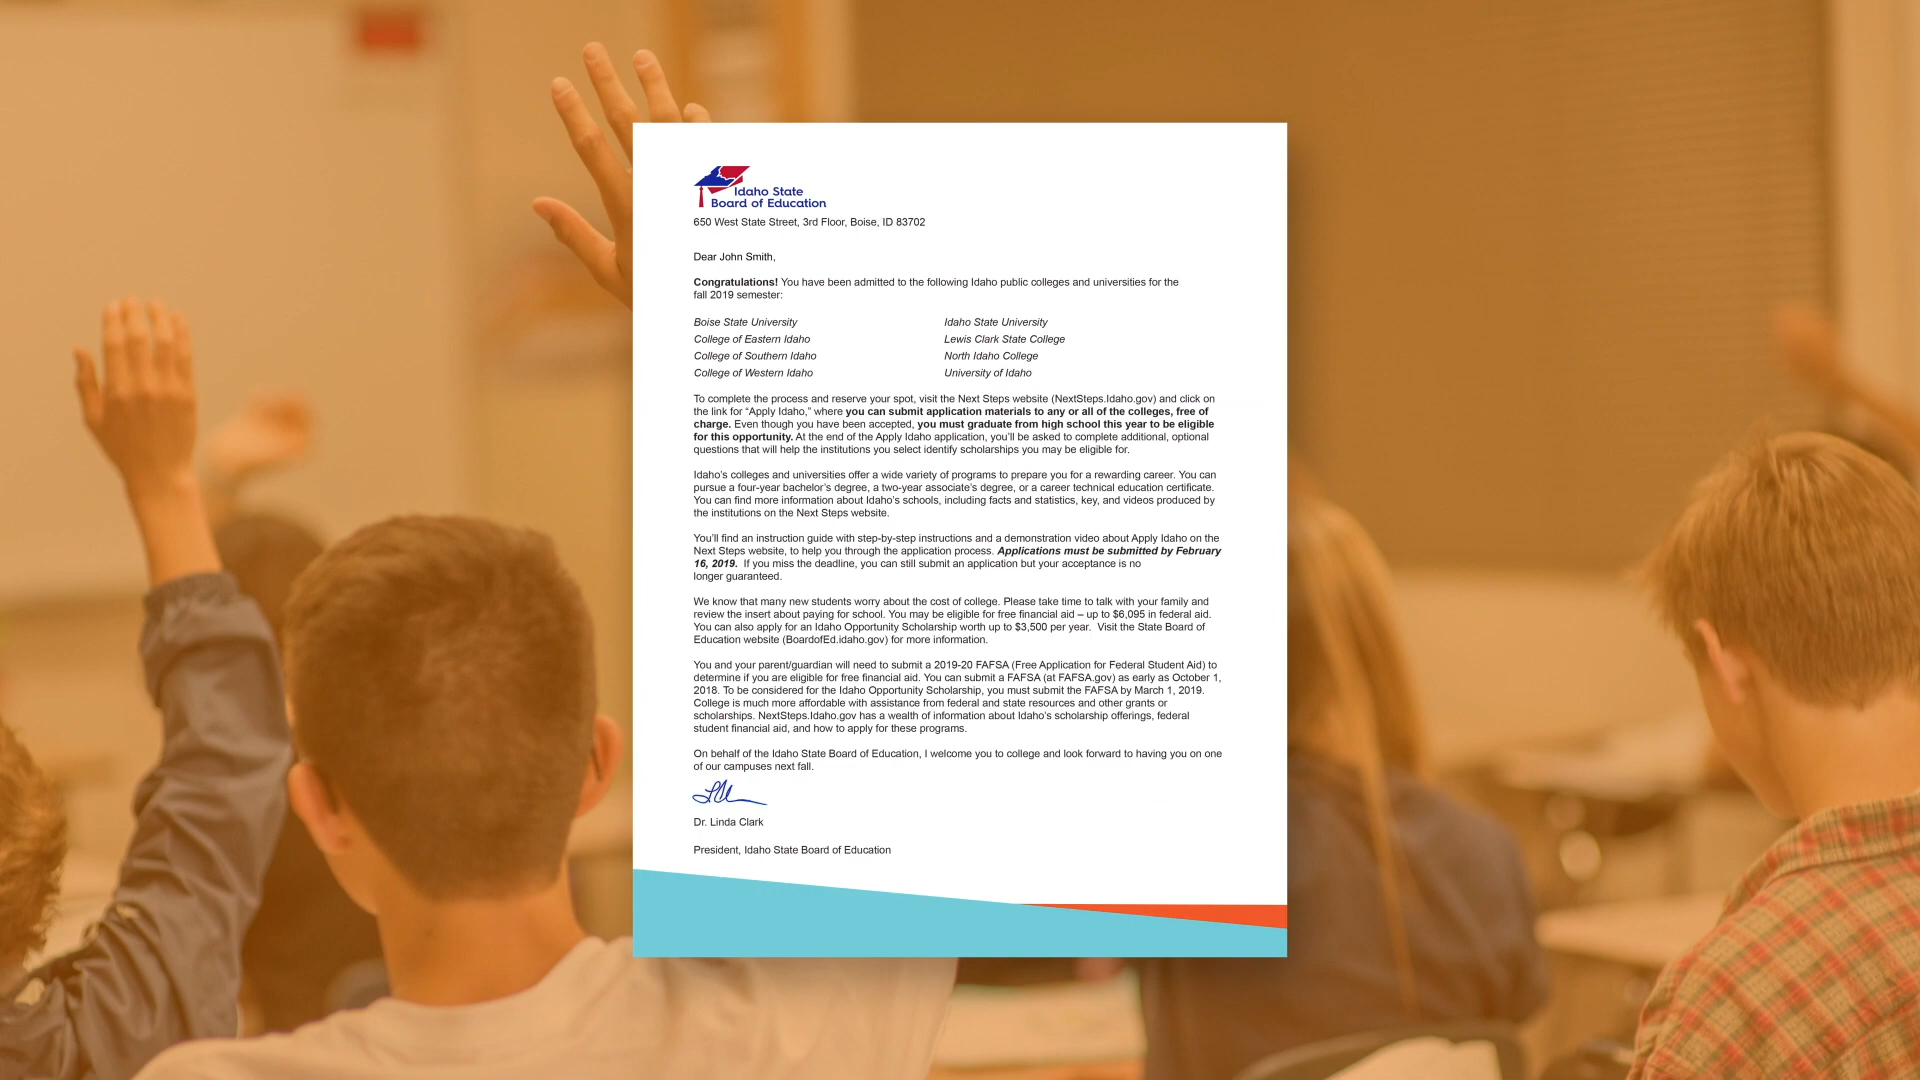 Idaho State
Board of Education
650 West State Street, 3rd Floor, Boise, ID 83702
Dear John Smith,
Congratulations! You have been admitted to the following Idaho public colleges and universities for the
fall 2019 semester:
Boise State University
College of Eastern Idaho
College of Southern Idaho
College of Western Idaho
Idaho State University
Lewis Clark State College
North Idaho College
University of Idaho
To complete the process and reserve your spot, visit the Next Steps website (NextSteps.Idaho.gov) and click on
the link for “Apply Idaho,” where you can submit application materials to any or all of the colleges, free of
charge. Even though you have been accepted, you must graduate from high school this year to be eligible
for this opportunity. At the end of the Apply Idaho application, you’ll be asked to complete additional, optional
questions that will help the institutions you select identify scholarships you may be eligible for.
Idaho’s colleges and universities offer a wide variety of programs to prepare you for a rewarding career. You can
pursue a four-year bachelor’s degree, a two-year associate’s degree, or a career technical education certificate.
You can find more information about Idaho’s schools, including facts and statistics, key, and videos produced by
the institutions on the Next Steps website.
You’ll find an instruction guide with step-by-step instructions and a demonstration video about Apply Idaho on the
Next Steps website, to help you through the application process. Applications must be submitted by February
16, 2019. If you miss the deadline, you can still submit an application but your acceptance is no
longer guaranteed.
We know that many new students worry about the cost of college. Please take time to talk with your family and
review the insert about paying for school. You may be eligible for free financial aid – up to $6,095 in federal aid.
You can also apply for an Idaho Opportunity Scholarship worth up to $3,500 per year. Visit the State Board of
Education website (BoardofEd.idaho.gov) for more information.
You and your parent/guardian will need to submit a 2019-20 FAFSA (Free Application for Federal Student Aid) to
determine if you are eligible for free financial aid. You can submit a FAFSA (at FAFSA.gov) as early as October 1,
2018. To be considered for the Idaho Opportunity Scholarship, you must submit the FAFSA by March 1, 2019.
College is much more affordable with assistance from federal and state resources and other grants or
scholarships. NextSteps.Idaho.gov has a wealth of information about Idaho’s scholarship offerings, federal
student financial aid, and how to apply for these programs.
On behalf of the Idaho State Board of Education, I welcome you to college and look forward to having you on one
of our campuses next fall.
Dr. Linda Clark
President, Idaho State Board of Education